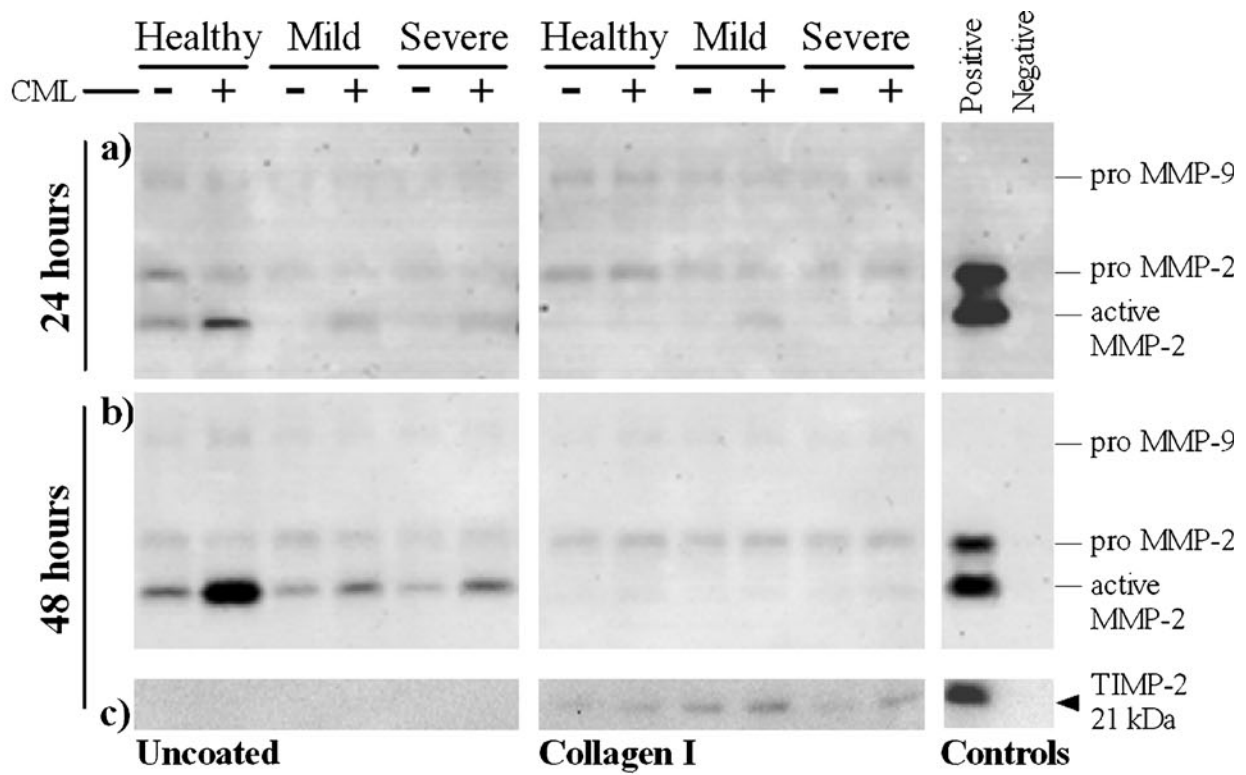 Healthy Mild Severe Healthy Mild Severe
CML - + - + - + - + - + - + Positive Negative
a)
24 hours
pro MMP-9
pro MMP-2
active
MMP-2
b)
48 hours
pro MMP-9
pro MMP-2
active
MMP-2
c)
TIMP-2
21 kDa
Uncoated Collagen I Controls